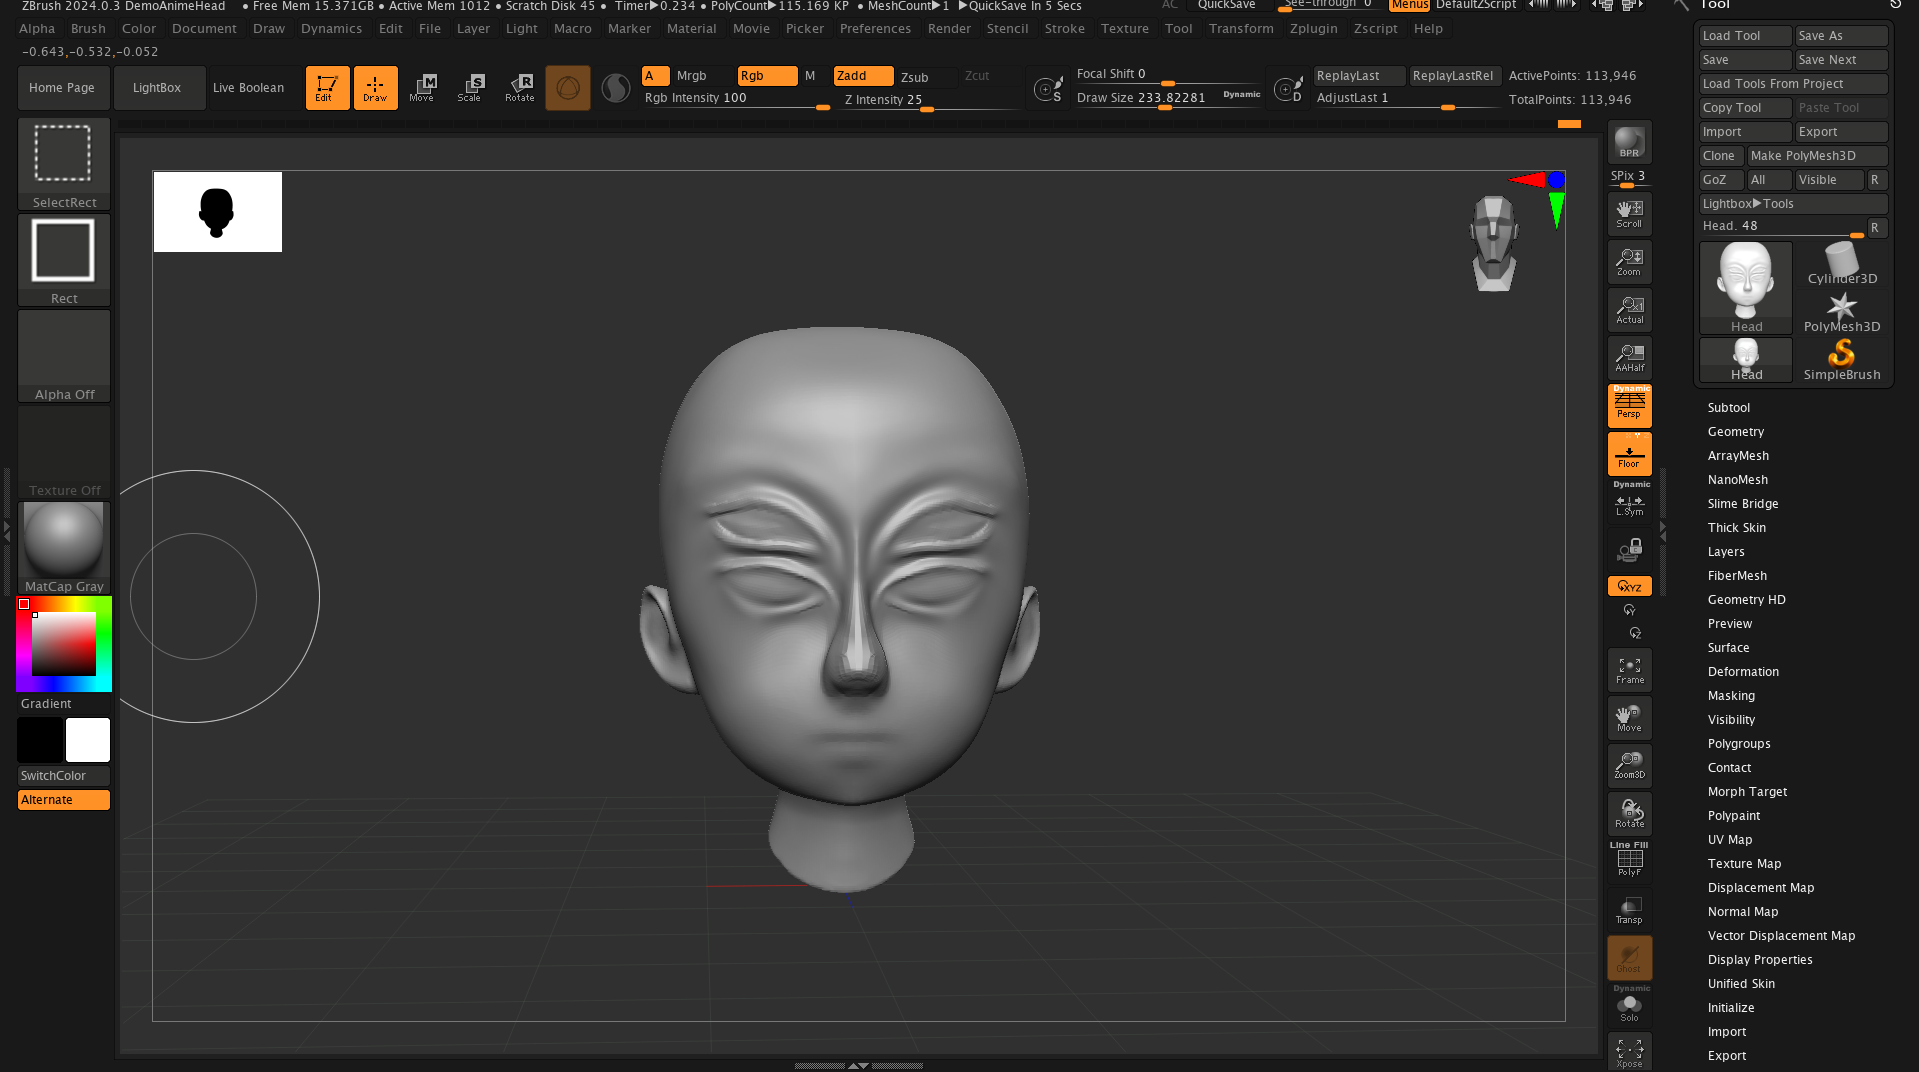 ZBrush 2024.0.3 DemoAnimeHead • Free Mem 15.371GB • Active Mem 1012 • Scratch Disk 45 • Timer▶0.234 • PolyCount▶115.169 KP • MeshCount▶1 ▶QuickSave In 5 Secs AC QuickSave See-through 0 Menus DefaultZScript
Alpha Brush Color Document Draw Dynamics Edit File Layer Light Macro Marker Material Movie Picker Preferences Render Stencil Stroke Texture Tool Transform Zplugin Zscript Help
-0.643,-0.532,-0.052
Home Page LightBox Live Boolean Edit Draw Move Scale Rotate
A Mrgb Rgb M Zadd Zsub Zcut
Rgb Intensity 100 Z Intensity 25
S Focal Shift 0
Draw Size 233.82281 Dynamic
D ReplayLast ReplayLastRel ActivePoints: 113,946
AdjustLast 1 TotalPoints: 113,946
SelectRect
Rect
Alpha Off
Texture Off
MatCap Gray
Gradient
SwitchColor
Alternate
BPR
SPix 3
Scroll
Zoom
Actual
AAHalf
Dynamic
Persp
Floor
Dynamic
L.Sym
XYZ
Y
Z
Frame
Move
Zoom3D
Rotate
Line Fill
PolyF
Transp
Ghost
Dynamic
Solo
Xpose
Tool
Load Tool Save As
Save Save Next
Load Tools From Project
Copy Tool Paste Tool
Import Export
Clone Make PolyMesh3D
GoZ All Visible R
Lightbox▶Tools
Head. 48 R
Head Cylinder3D
PolyMesh3D
Head SimpleBrush
Subtool
Geometry
ArrayMesh
NanoMesh
Slime Bridge
Thick Skin
Layers
FiberMesh
Geometry HD
Preview
Surface
Deformation
Masking
Visibility
Polygroups
Contact
Morph Target
Polypaint
UV Map
Texture Map
Displacement Map
Normal Map
Vector Displacement Map
Display Properties
Unified Skin
Initialize
Import
Export